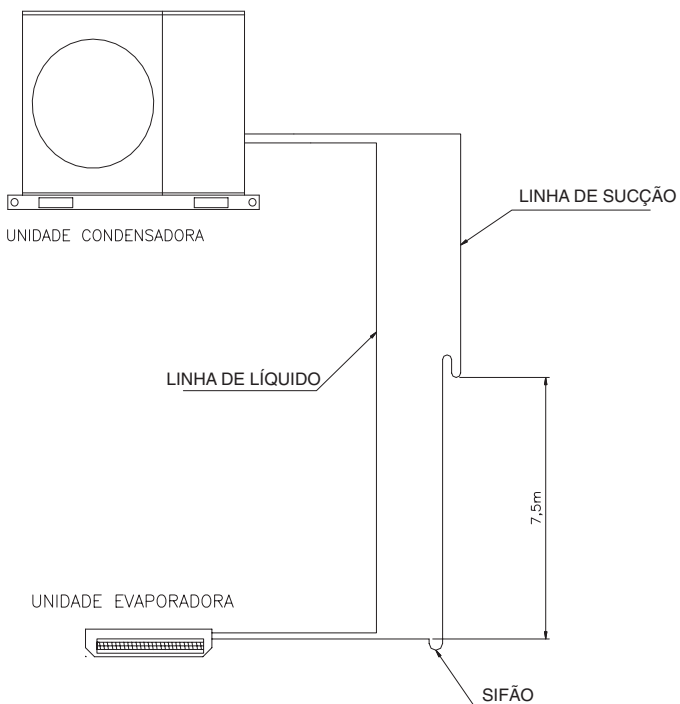 LINHA DE SUCÇÃO
UNIDADE CONDENSADORA
LINHA DE LÍQUIDO
7,5m
UNIDADE EVAPORADORA
SIFÃO